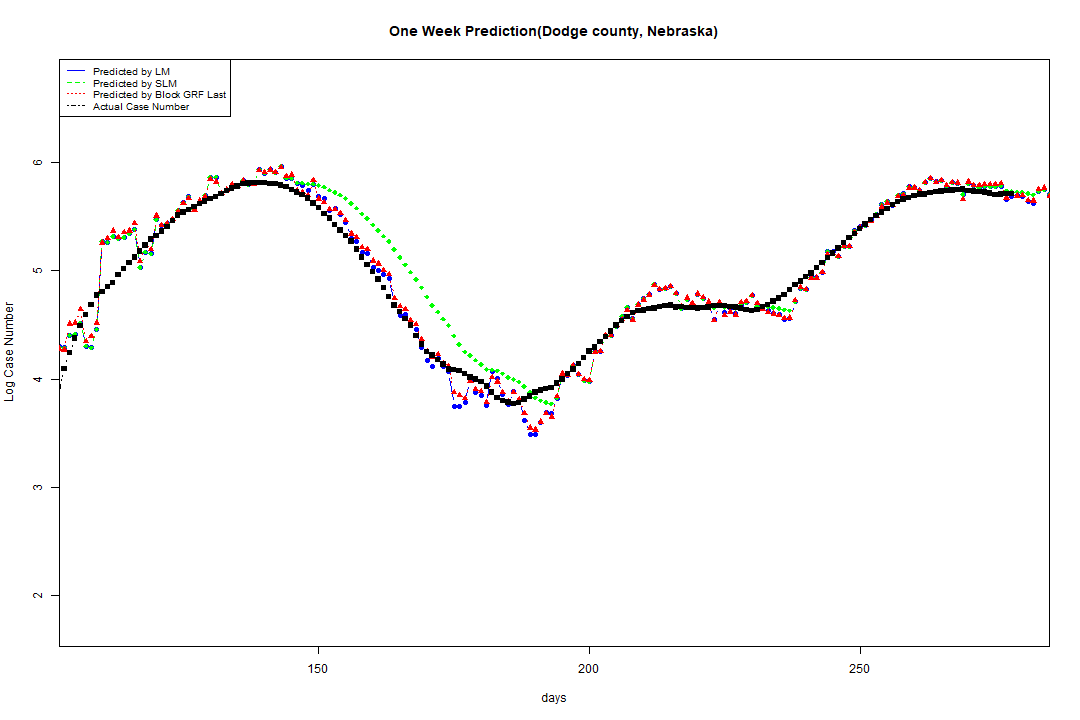 One Week Prediction(Dodge county, Nebraska)
Predicted by LM
Predicted by SLM
Predicted by Block GRF Last
Actual Case Number
6
5
4
3
2
Log Case Number
150
200
250
days